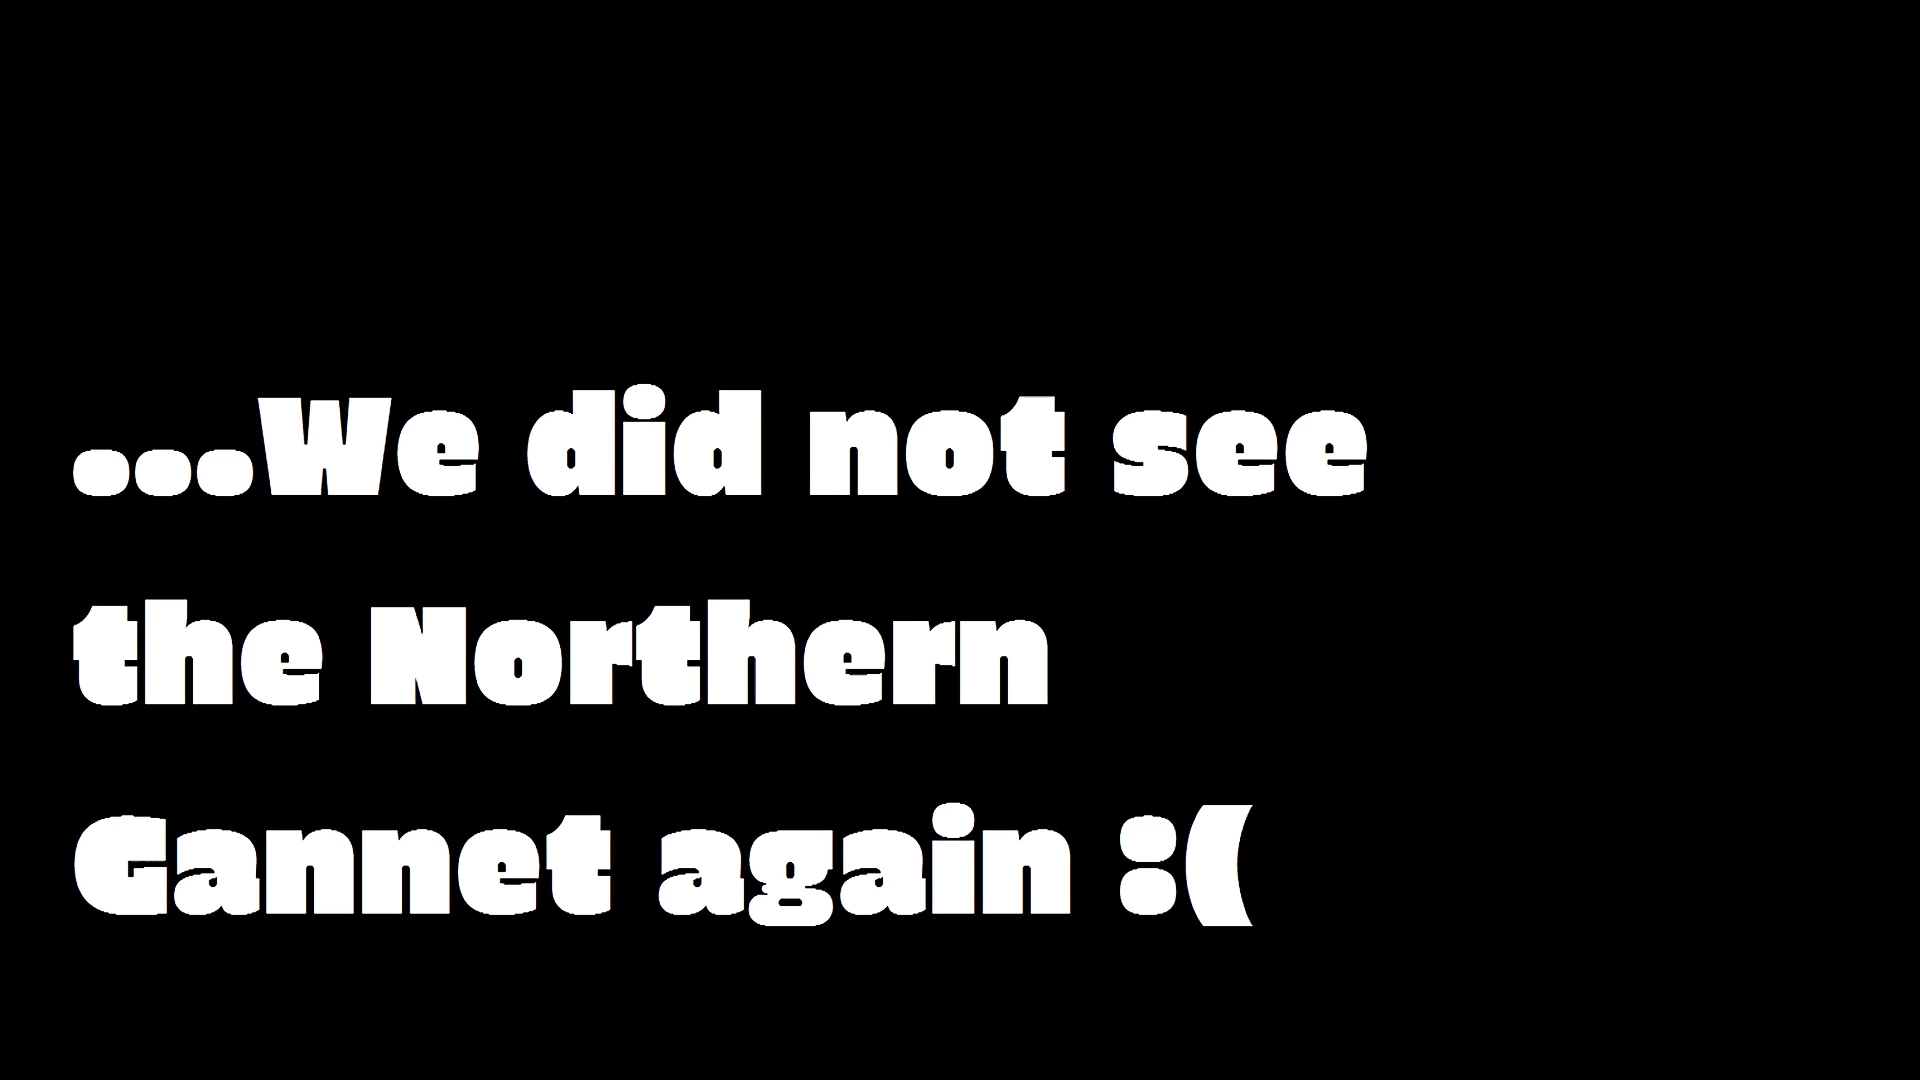 ...We did not see
the Northern
Gannet again :(